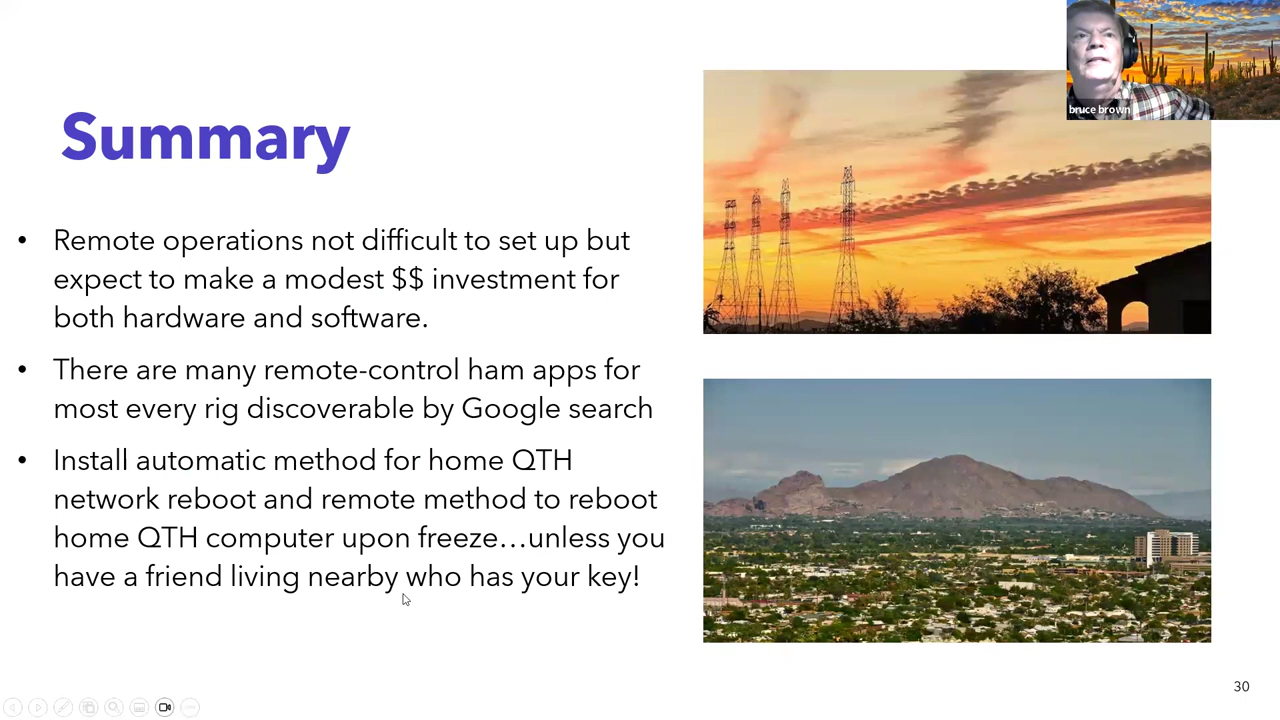 bruce brown
Summary
• Remote operations not difficult to set up but
expect to make a modest $$ investment for
both hardware and software.
• There are many remote-control ham apps for
most every rig discoverable by Google search
• Install automatic method for home QTH
network reboot and remote method to reboot
home QTH computer upon freeze...unless you
have a friend living nearby who has your key!
30